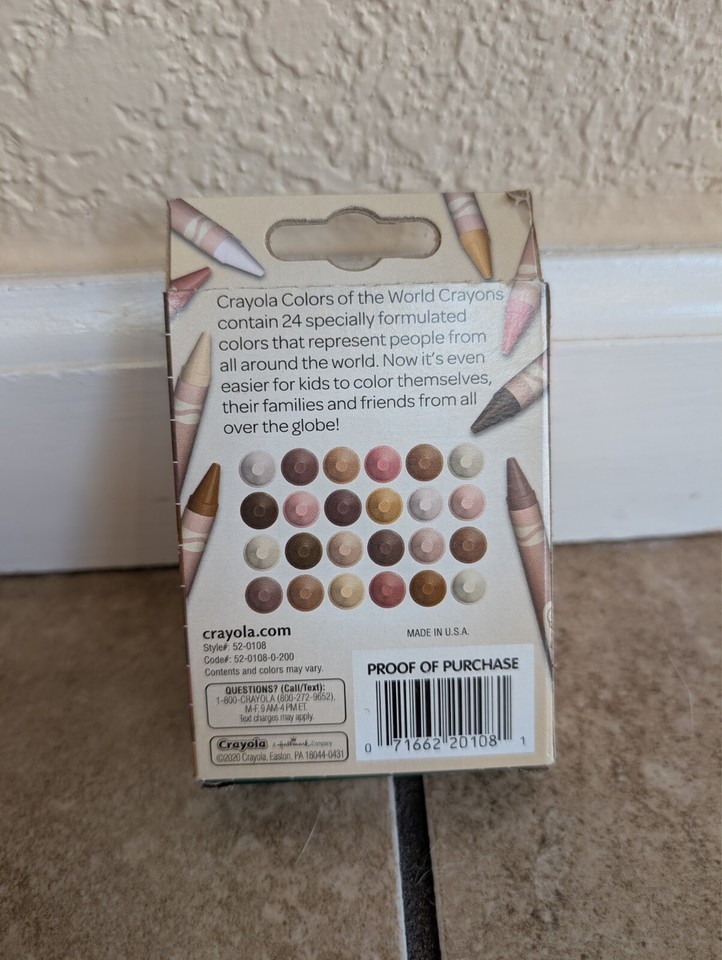 Crayola Colors of the World Crayons
contain 24 specially formulated
colors that represent people from
all around the world. Now it's even
easier for kids to color themselves,
their families and friends from all
over the globe!
crayola.com
Style#: 52-0108
Code#: 52-0108-0-200
Contents and colors may vary.
MADE IN U.S.A.
QUESTIONS? (Call/Text):
1-800-CRAYOLA (800-272-9652),
M-F, 9 AM-4 PM ET.
Text charges may apply.
Crayola A Hallmark Company
©2020 Crayola, Easton, PA 18044-0431
PROOF OF PURCHASE
0 71662 20108 1